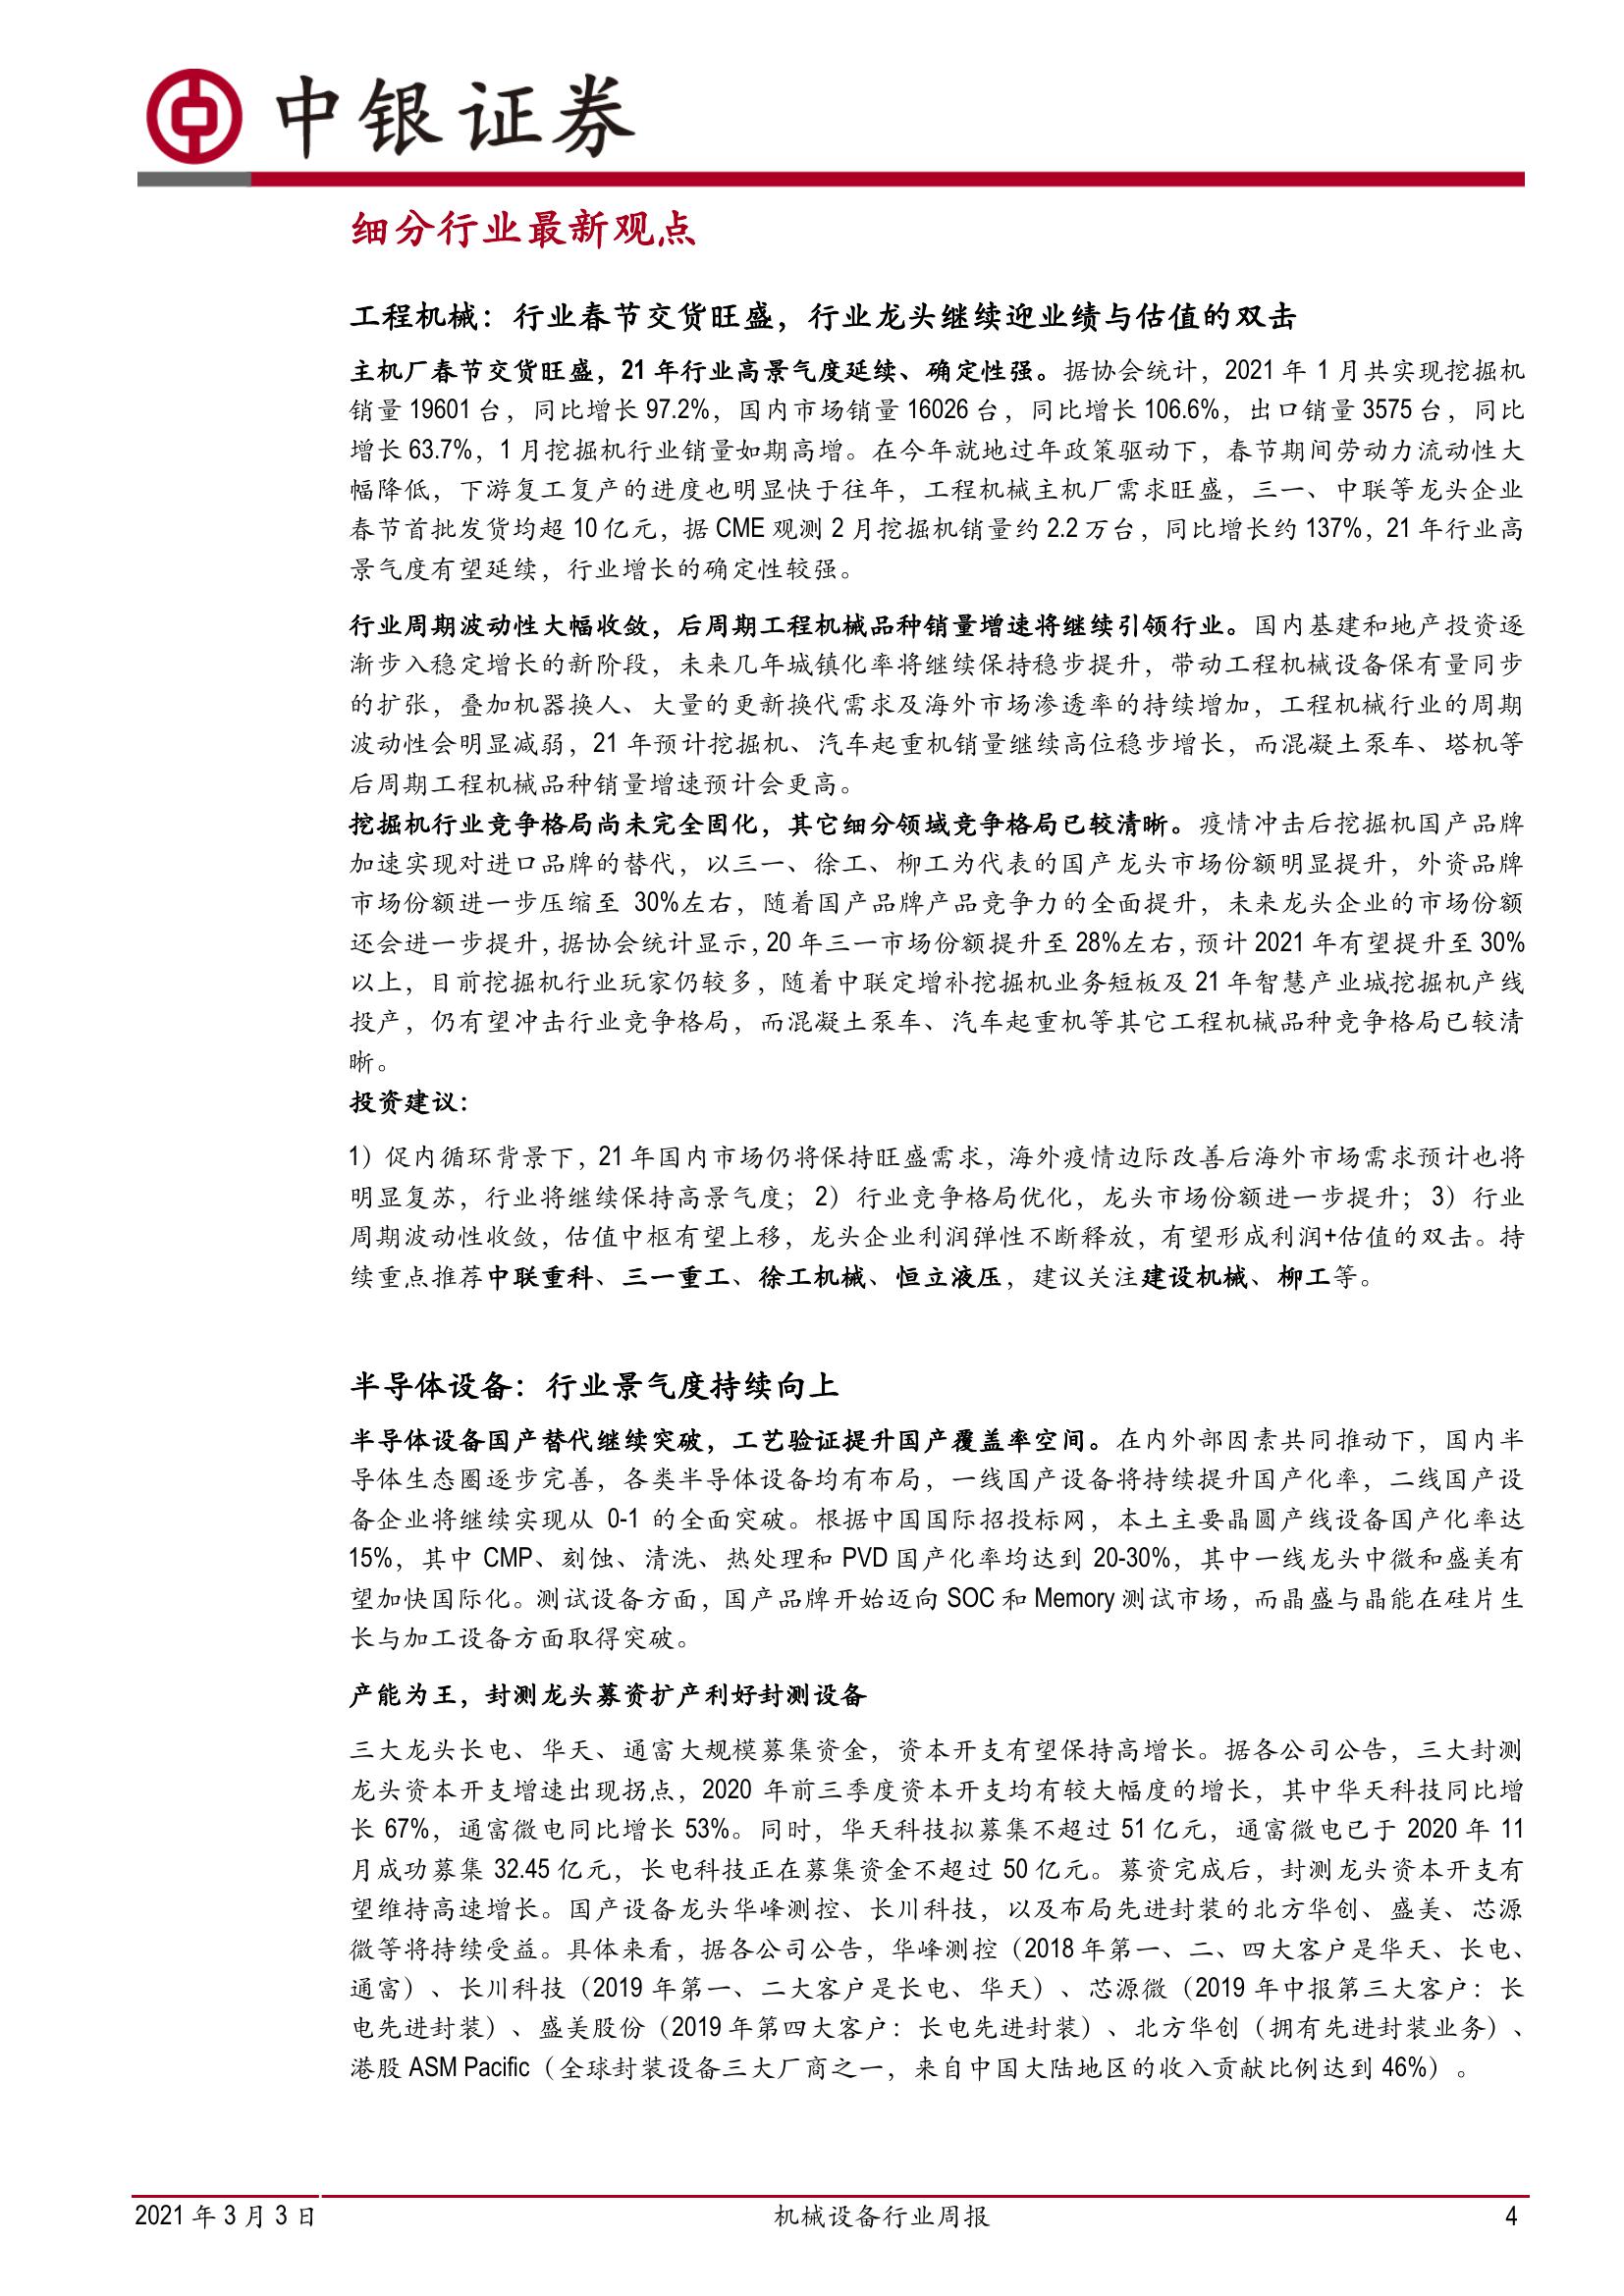 中银证券
细分行业最新观点
工程机械：行业春节交货旺盛，行业龙头继续迎业绩与估值的双击
主机厂春节交货旺盛，21 年行业高景气度延续、确定性强。据协会统计，2021 年 1 月共实现挖掘机
销量 19601 台，同比增长 97.2%，国内市场销量 16026 台，同比增长 106.6%，出口销量 3575 台，同比
增长 63.7%，1 月挖掘机行业销量如期高增。在今年就地过年政策驱动下，春节期间劳动力流动性大
幅降低，下游复工复产的进度也明显快于往年，工程机械主机厂需求旺盛，三一、中联等龙头企业
春节首批发货均超 10 亿元，据 CME 观测 2 月挖掘机销量约 2.2 万台，同比增长约 137%，21 年行业高
景气度有望延续，行业增长的确定性较强。
行业周期波动性大幅收敛，后周期工程机械品种销量增速将继续引领行业。国内基建和地产投资逐
渐步入稳定增长的新阶段，未来几年城镇化率将继续保持稳步提升，带动工程机械设备保有量同步
的扩张，叠加机器换人、大量的更新换代需求及海外市场渗透率的持续增加，工程机械行业的周期
波动性会明显减弱，21 年预计挖掘机、汽车起重机销量继续高位稳步增长，而混凝土泵车、塔机等
后周期工程机械品种销量增速预计会更高。
挖掘机行业竞争格局尚未完全固化，其它细分领域竞争格局已较清晰。疫情冲击后挖掘机国产品牌
加速实现对进口品牌的替代，以三一、徐工、柳工为代表的国产龙头市场份额明显提升，外资品牌
市场份额进一步压缩至 30%左右，随着国产品牌产品竞争力的全面提升，未来龙头企业的市场份额
还会进一步提升，据协会统计显示，20 年三一市场份额提升至 28%左右，预计 2021 年有望提升至 30%
以上，目前挖掘机行业玩家仍较多，随着中联定增补挖掘机业务短板及 21 年智慧产业城挖掘机产线
投产，仍有望冲击行业竞争格局，而混凝土泵车、汽车起重机等其它工程机械品种竞争格局已较清
晰。
投资建议：
1）促内循环背景下，21 年国内市场仍将保持旺盛需求，海外疫情边际改善后海外市场需求预计也将
明显复苏，行业将继续保持高景气度；2）行业竞争格局优化，龙头市场份额进一步提升；3）行业
周期波动性收敛，估值中枢有望上移，龙头企业利润弹性不断释放，有望形成利润+估值的双击。持
续重点推荐中联重科、三一重工、徐工机械、恒立液压，建议关注建设机械、柳工等。
半导体设备：行业景气度持续向上
半导体设备国产替代继续突破，工艺验证提升国产覆盖率空间。在内外部因素共同推动下，国内半
导体生态圈逐步完善，各类半导体设备均有布局，一线国产设备将持续提升国产化率，二线国产设
备企业将继续实现从 0-1 的全面突破。根据中国国际招投标网，本土主要晶圆产线设备国产化率达
15%，其中 CMP、刻蚀、清洗、热处理和 PVD 国产化率均达到 20-30%，其中一线龙头中微和盛美有
望加快国际化。测试设备方面，国产品牌开始迈向 SOC 和 Memory 测试市场，而晶盛与晶能在硅片生
长与加工设备方面取得突破。
产能为王，封测龙头募资扩产利好封测设备
三大龙头长电、华天、通富大规模募集资金，资本开支有望保持高增长。据各公司公告，三大封测
龙头资本开支增速出现拐点，2020 年前三季度资本开支均有较大幅度的增长，其中华天科技同比增
长 67%，通富微电同比增长 53%。同时，华天科技拟募集不超过 51 亿元，通富微电已于 2020 年 11
月成功募集 32.45 亿元，长电科技正在募集资金不超过 50 亿元。募资完成后，封测龙头资本开支有
望维持高速增长。国产设备龙头华峰测控、长川科技，以及布局先进封装的北方华创、盛美、芯源
微等将持续受益。具体来看，据各公司公告，华峰测控（2018 年第一、二、四大客户是华天、长电、
通富）、长川科技（2019 年第一、二大客户是长电、华天）、芯源微（2019 年中报第三大客户：长
电先进封装）、盛美股份（2019 年第四大客户：长电先进封装）、北方华创（拥有先进封装业务）、
港股 ASM Pacific（全球封装设备三大厂商之一，来自中国大陆地区的收入贡献比例达到 46%）。
2021 年 3 月 3 日
机械设备行业周报
4